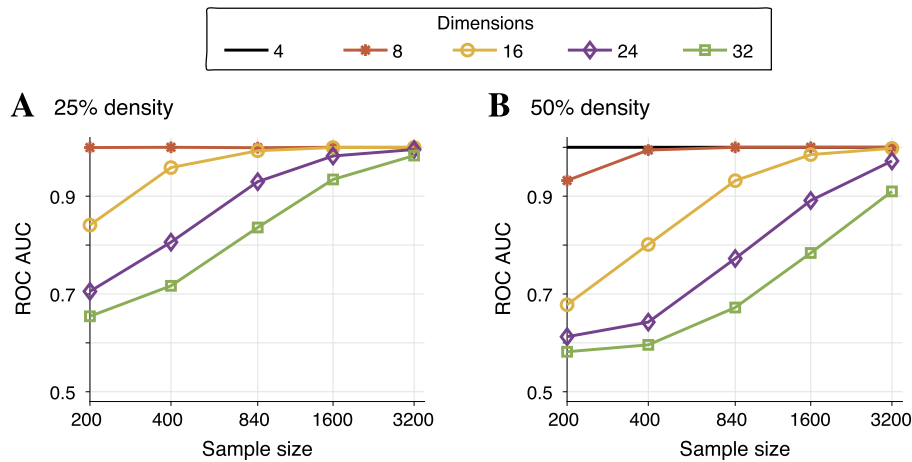 Dimensions
4 8 16 24 32
A 25% density
B 50% density
ROC AUC
0.9
0.7
0.5
200 400 840 1600 3200
Sample size
ROC AUC
0.9
0.7
0.5
200 400 840 1600 3200
Sample size